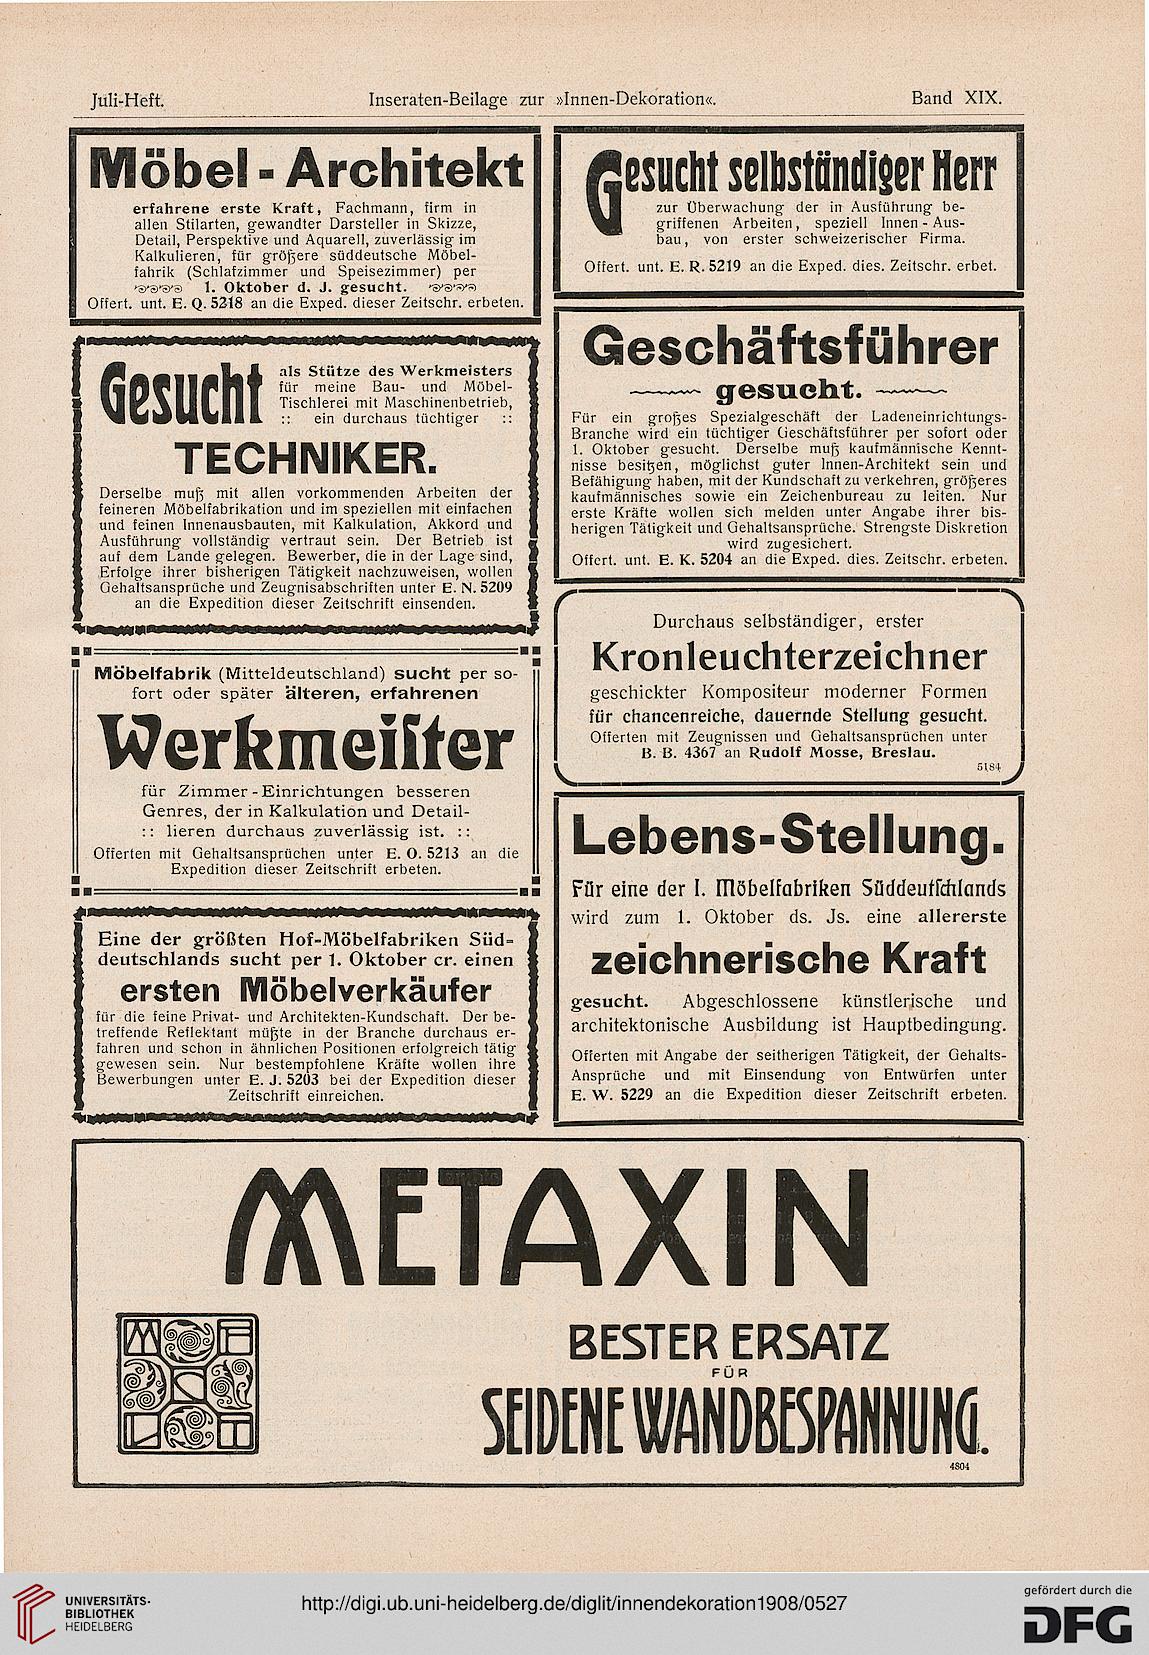 Juli-Heft. Inseraten-Beilage zur »Innen-Dekoration«. Band XIX.
Möbel-Architekt
erfahrene erste Kraft, Fachmann, firm in
allen Stilarten, gewandter Darsteller in Skizze,
Detail, Perspektive und Aquarell, zuverlässig im
Kalkulieren, für größere süddeutsche Möbel-
fabrik (Schlafzimmer und Speisezimmer) per
1. Oktober d. J. gesucht.
Offert. unt. E. Q. 5218 an die Exped. dieser Zeitschr. erbeten.
Gesucht
als Stütze des Werkmeisters
für meine Bau- und Möbel-
Tischlerei mit Maschinenbetrieb,
:: ein durchaus tüchtiger ::
TECHNIKER.
Derselbe muß mit allen vorkommenden Arbeiten der
feineren Möbelfabrikation und im speziellen mit einfachen
und feinen Innenausbauten, mit Kalkulation, Akkord und
Ausführung vollständig vertraut sein. Der Betrieb ist
auf dem Lande gelegen. Bewerber, die in der Lage sind,
Erfolge ihrer bisherigen Tätigkeit nachzuweisen, wollen
Gehaltsansprüche und Zeugnisabschriften unter E. N. 5209
an die Expedition dieser Zeitschrift einsenden.
Möbelfabrik (Mitteldeutschland) sucht per so-
fort oder später älteren, erfahrenen
Werkmeiſter
für Zimmer-Einrichtungen besseren
Genres, der in Kalkulation und Detail-
:: lieren durchaus zuverlässig ist. ::
Offerten mit Gehaltsansprüchen unter E. O. 5213 an die
Expedition dieser Zeitschrift erbeten.
Eine der größten Hof-Möbelfabriken Süd-
deutschlands sucht per 1. Oktober cr. einen
ersten Möbelverkäufer
für die feine Privat- und Architekten-Kundschaft. Der be-
treffende Reflektant müßte in der Branche durchaus er-
fahren und schon in ähnlichen Positionen erfolgreich tätig
gewesen sein. Nur bestempfohlene Kräfte wollen ihre
Bewerbungen unter E. J. 5203 bei der Expedition dieser
Zeitschrift einreichen.
Gesucht selbständiger Herr
zur Überwachung der in Ausführung be-
griffenen Arbeiten, speziell Innen-Aus-
bau, von erster schweizerischer Firma.
Offert. unt. E. R. 5219 an die Exped. dies. Zeitschr. erbet.
Geschäftsführer
gesucht.
Für ein großes Spezialgeschäft der Ladeneinrichtungs-
Branche wird ein tüchtiger Geschäftsführer per sofort oder
1. Oktober gesucht. Derselbe muß kaufmännische Kennt-
nisse besitzen, möglichst guter Innen-Architekt sein und
Befähigung haben, mit der Kundschaft zu verkehren, größeres
kaufmännisches sowie ein Zeichenbureau zu leiten. Nur
erste Kräfte wollen sich melden unter Angabe ihrer bis-
herigen Tätigkeit und Gehaltsansprüche. Strengste Diskretion
wird zugesichert.
Offert. unt. E. K. 5204 an die Exped. dies. Zeitschr. erbeten.
Durchaus selbständiger, erster
Kronleuchterzeichner
geschickter Kompositeur moderner Formen
für chancenreiche, dauernde Stellung gesucht.
Offerten mit Zeugnissen und Gehaltsansprüchen unter
B. B. 4367 an Rudolf Mosse, Breslau.
5184
Lebens-Stellung.
Für eine der I. Möbelfabriken Süddeutſchlands
wird zum 1. Oktober ds. Js. eine allererste
zeichnerische Kraft
gesucht. Abgeschlossene künstlerische und
architektonische Ausbildung ist Hauptbedingung.
Offerten mit Angabe der seitherigen Tätigkeit, der Gehalts-
Ansprüche und mit Einsendung von Entwürfen unter
E. W. 5229 an die Expedition dieser Zeitschrift erbeten.
METAXIN
BESTER ERSATZ
FÜR
SEIDENE WANDBESPANNUNG.
4804
UNIVERSITÄTS-
BIBLIOTHEK
HEIDELBERG
http://digi.ub.uni-heidelberg.de/diglit/innendekoration1908/0527
gefördert durch die
DFG